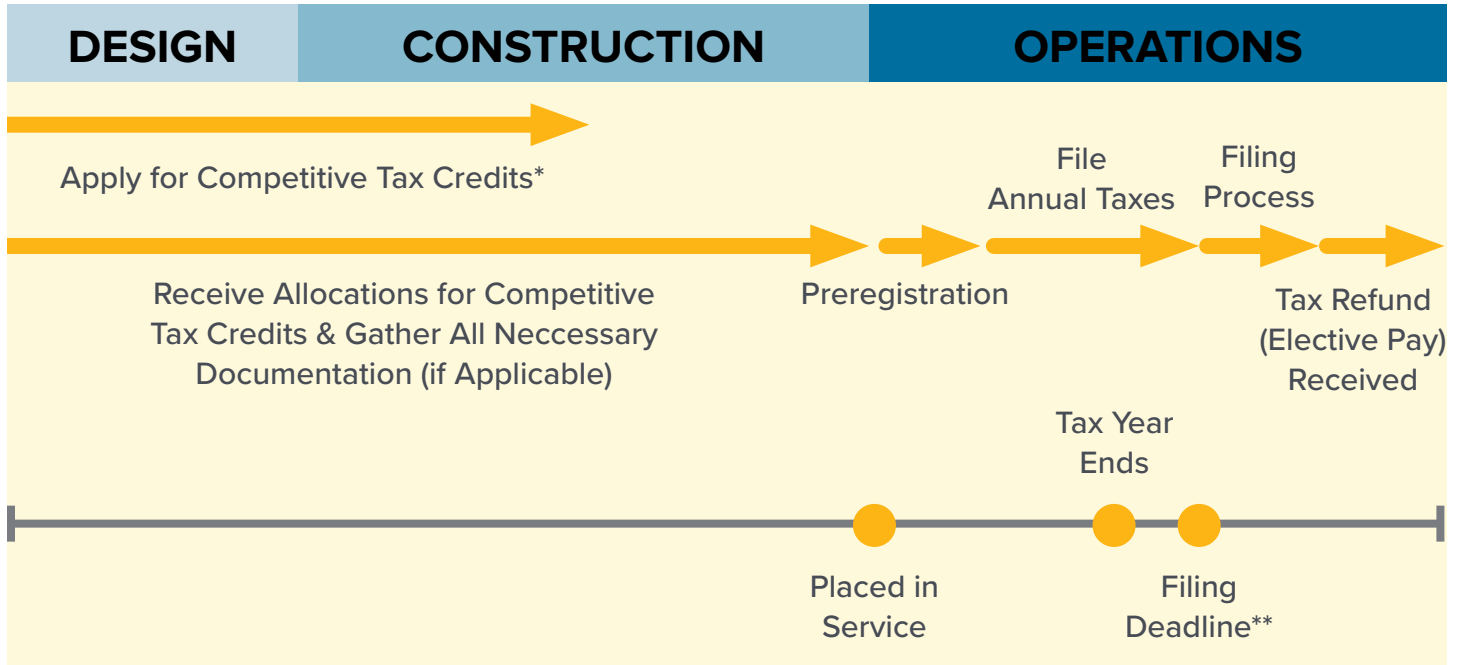 DESIGN
CONSTRUCTION
OPERATIONS
Apply for Competitive Tax Credits*
File
Annual Taxes
Filing
Process
Receive Allocations for Competitive
Tax Credits & Gather All Neccessary
Documentation (if Applicable)
Preregistration
Tax Refund
(Elective Pay)
Received
Tax Year
Ends
Placed in
Service
Filing
Deadline**